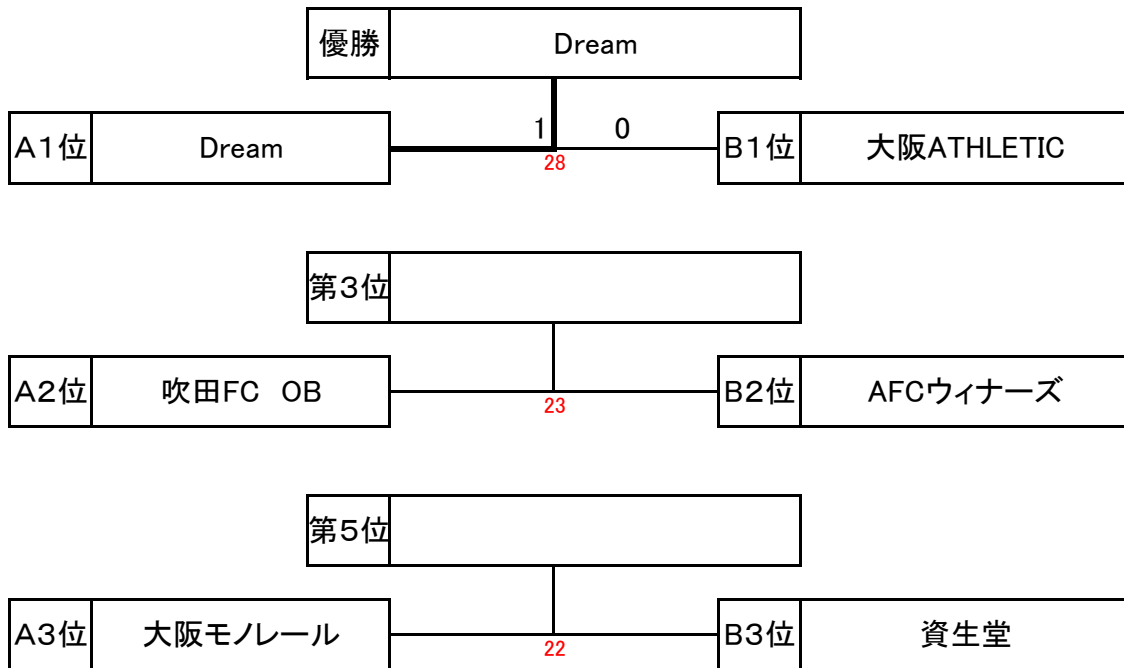 優勝 Dream
A1位 Dream 1 0 B1位 大阪ATHLETIC
28
第3位
A2位 吹田FC OB B2位 AFCウィナーズ
23
第5位
A3位 大阪モノレール B3位 資生堂
22